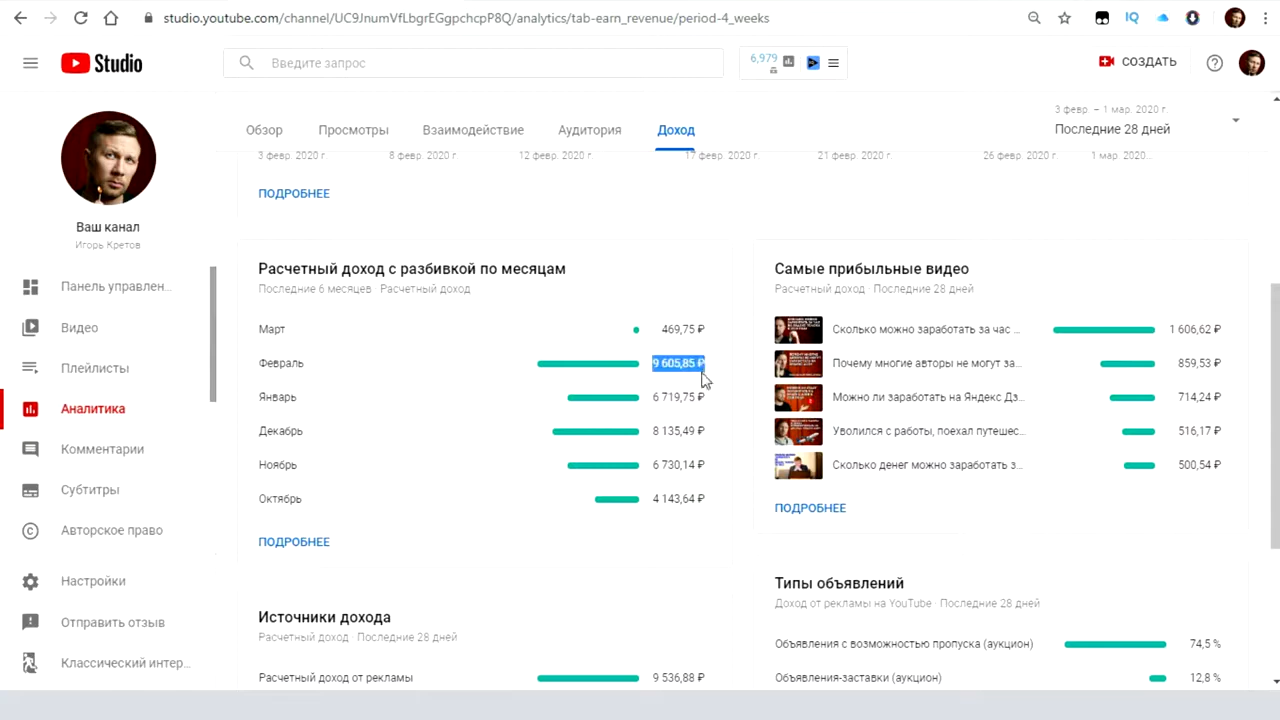 studio.youtube.com/channel/UC9JnumVfLbgrEGgpchcpP8Q/analytics/tab-earn_revenue/period-4_weeks
IQ
Studio
Введите запрос
6,979
СОЗДАТЬ
Обзор
Просмотры
Взаимодействие
Аудитория
Доход
3 февр. – 1 мар. 2020 г.
Последние 28 дней
3 февр. 2020 г
8 февр. 2020 г
12 февр. 2020 г.
17 февр. 2020 г
21 февр. 2020 г.
26 февр. 2020 г
1 мар. 2020...
ПОДРОБНЕЕ
Ваш канал
Игорь Кретов
Панель управлен...
Видео
Плейлисты
Аналитика
Комментарии
Субтитры
Авторское право
Настройки
Отправить отзыв
Классический интер...
Расчетный доход с разбивкой по месяцам
Последние 6 месяцев · Расчетный доход
Март 469,75 ₽
Февраль 9 605,85 ₽
Январь 6 719,75 ₽
Декабрь 8 135,49 ₽
Ноябрь 6 730,14 ₽
Октябрь 4 143,64 ₽
ПОДРОБНЕЕ
Самые прибыльные видео
Расчетный доход · Последние 28 дней
Сколько можно заработать за час ... 1 606,62 ₽
Почему многие авторы не могут за... 859,53 ₽
Можно ли заработать на Яндекс Дз... 714,24 ₽
Уволился с работы, поехал путешес... 516,17 ₽
Сколько денег можно заработать з... 500,54 ₽
ПОДРОБНЕЕ
Источники дохода
Расчетный доход · Последние 28 дней
Расчетный доход от рекламы 9 536,88 ₽
Типы объявлений
Доход от рекламы на YouTube · Последние 28 дней
Объявления с возможностью пропуска (аукцион) 74,5 %
Объявления-заставки (аукцион) 12,8 %